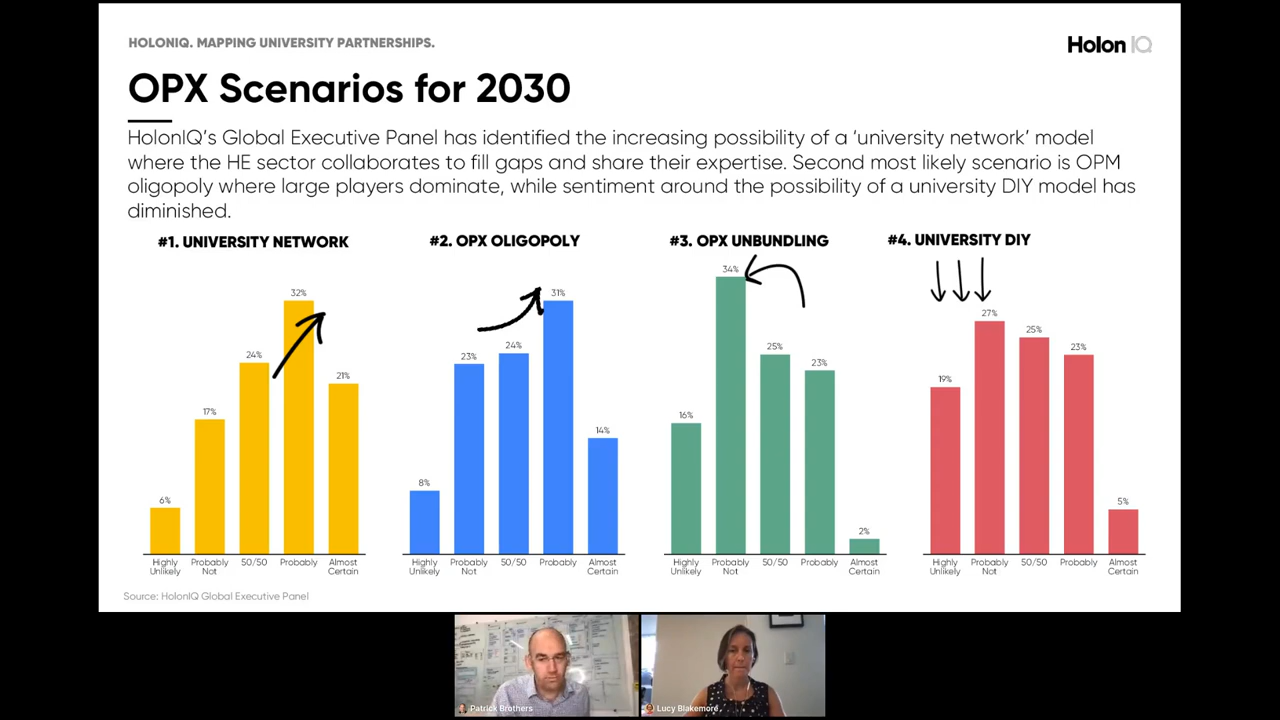 HOLONIQ. MAPPING UNIVERSITY PARTNERSHIPS.
Holon IQ
OPX Scenarios for 2030
HolonIQ's Global Executive Panel has identified the increasing possibility of a 'university network' model
where the HE sector collaborates to fill gaps and share their expertise. Second most likely scenario is OPM
oligopoly where large players dominate, while sentiment around the possibility of a university DIY model has
diminished.
#1. UNIVERSITY NETWORK
6%
17%
24%
32%
21%
Highly Unlikely
Probably Not
50/50
Probably
Almost Certain
#2. OPX OLIGOPOLY
8%
23%
24%
31%
14%
Highly Unlikely
Probably Not
50/50
Probably
Almost Certain
#3. OPX UNBUNDLING
16%
34%
25%
23%
2%
Highly Unlikely
Probably Not
50/50
Probably
Almost Certain
#4. UNIVERSITY DIY
19%
27%
25%
23%
5%
Highly Unlikely
Probably Not
50/50
Probably
Almost Certain
Source: HolonIQ Global Executive Panel
Patrick Brothers
Lucy Blakemore